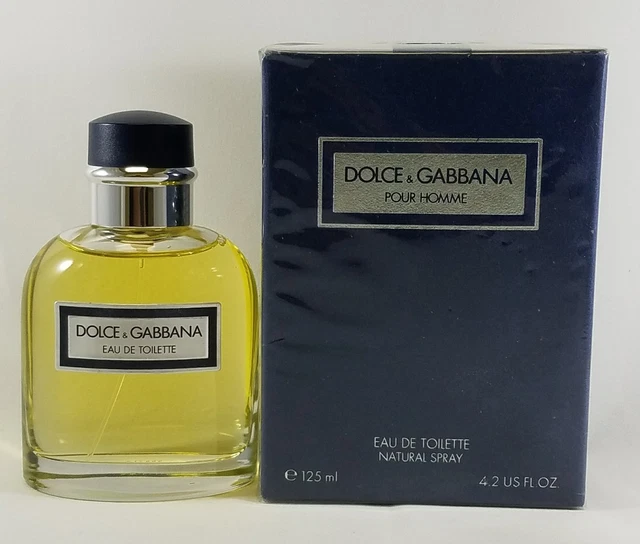 DOLCE & GABBANA
EAU DE TOILETTE
DOLCE & GABBANA
POUR HOMME
EAU DE TOILETTE
NATURAL SPRAY
℮ 125 ml
4.2 US FL.OZ.